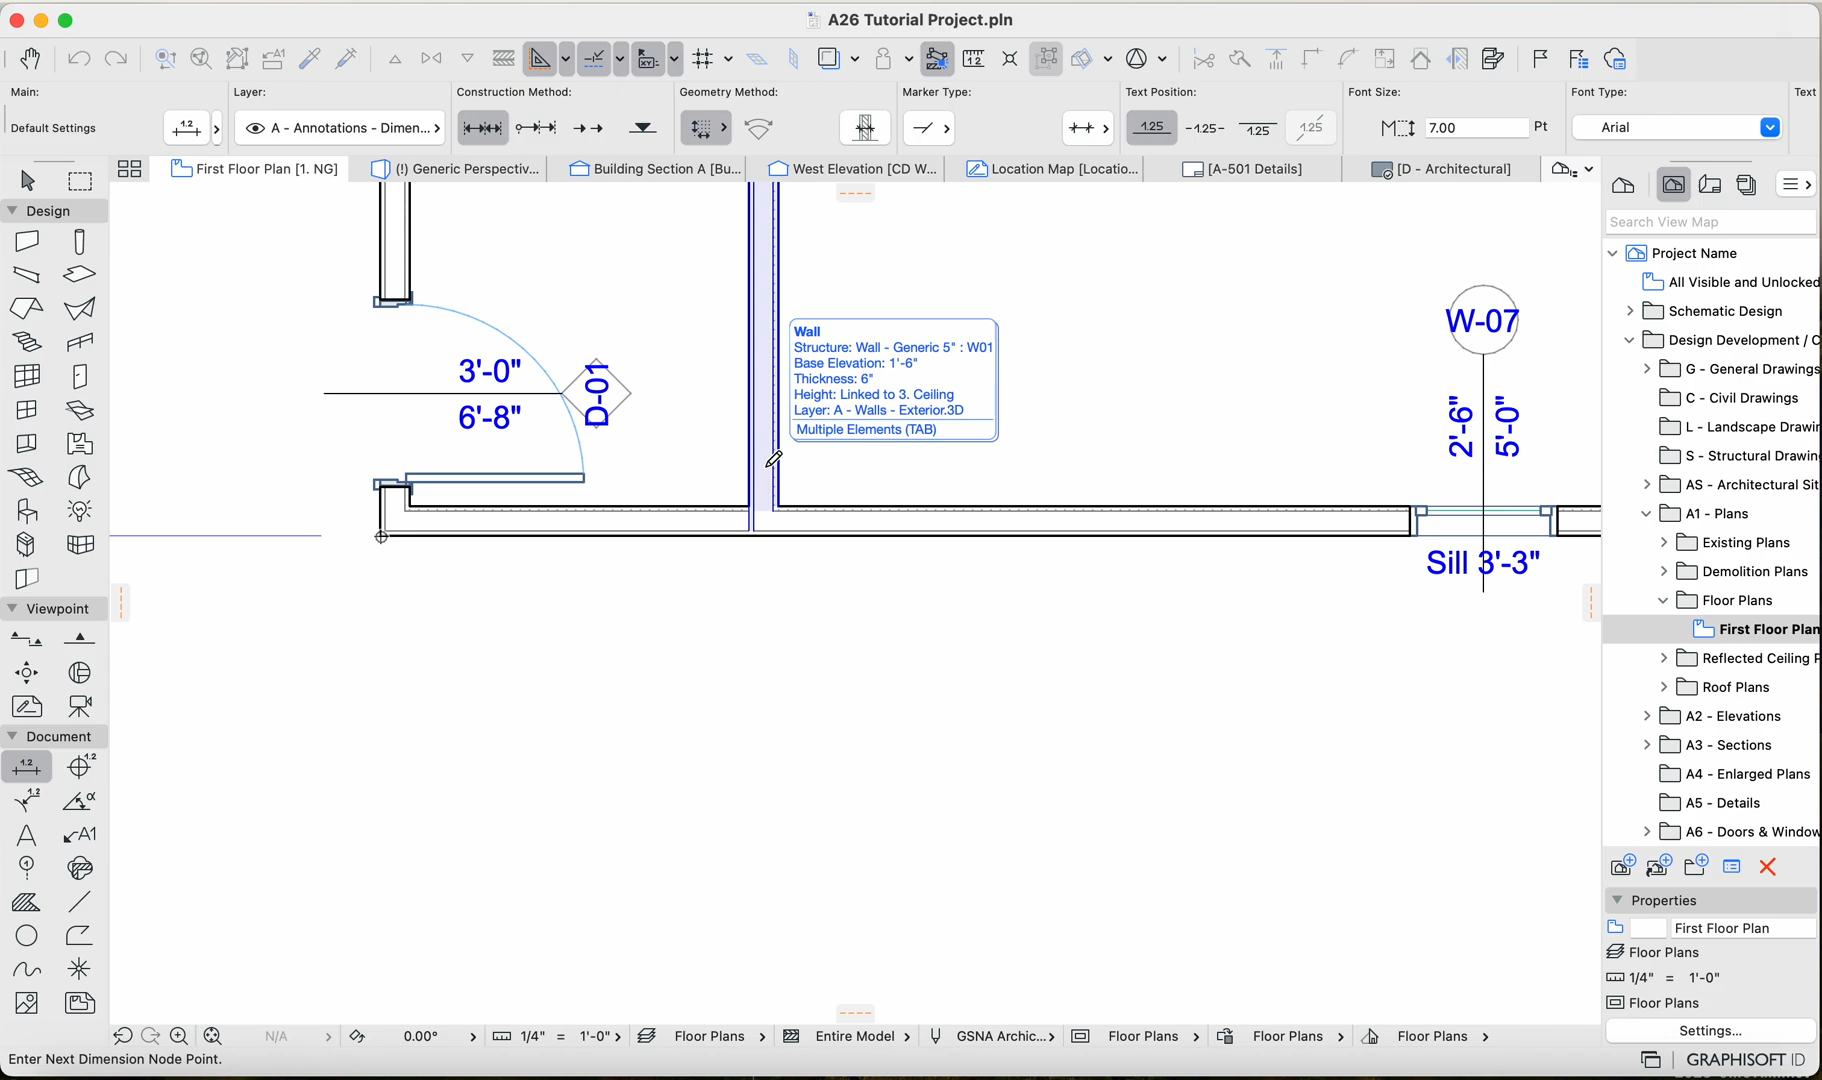 A26 Tutorial Project.pln
Main:
Layer:
Construction Method:
Geometry Method:
Marker Type:
Text Position:
Font Size:
Font Type:
Text
Default Settings
1.2
A - Annotations - Dimen...
1.25
-1.25-
1.25
1.25
7.00
Pt
Arial
First Floor Plan [1. NG]
(!) Generic Perspectiv...
Building Section A [Bu...
West Elevation [CD W...
Location Map [Locatio...
[A-501 Details]
[D - Architectural]
Design
Viewpoint
Document
3'-0"
6'-8"
D-01
Wall
Structure: Wall - Generic 5" : W01
Base Elevation: 1'-6"
Thickness: 6"
Height: Linked to 3. Ceiling
Layer: A - Walls - Exterior.3D
Multiple Elements (TAB)
W-07
2'-6"
5'-0"
Sill 3'-3"
Search View Map
Project Name
All Visible and Unlocked
Schematic Design
Design Development / C
G - General Drawings
C - Civil Drawings
L - Landscape Drawin
S - Structural Drawin
AS - Architectural Sit
A1 - Plans
Existing Plans
Demolition Plans
Floor Plans
First Floor Plan
Reflected Ceiling P
Roof Plans
A2 - Elevations
A3 - Sections
A4 - Enlarged Plans
A5 - Details
A6 - Doors & Window
Properties
First Floor Plan
Floor Plans
1/4" = 1'-0"
Floor Plans
Settings...
N/A
0.00°
1/4" = 1'-0"
Floor Plans
Entire Model
GSNA Archic...
Floor Plans
Floor Plans
Floor Plans
Enter Next Dimension Node Point.
GRAPHISOFT ID